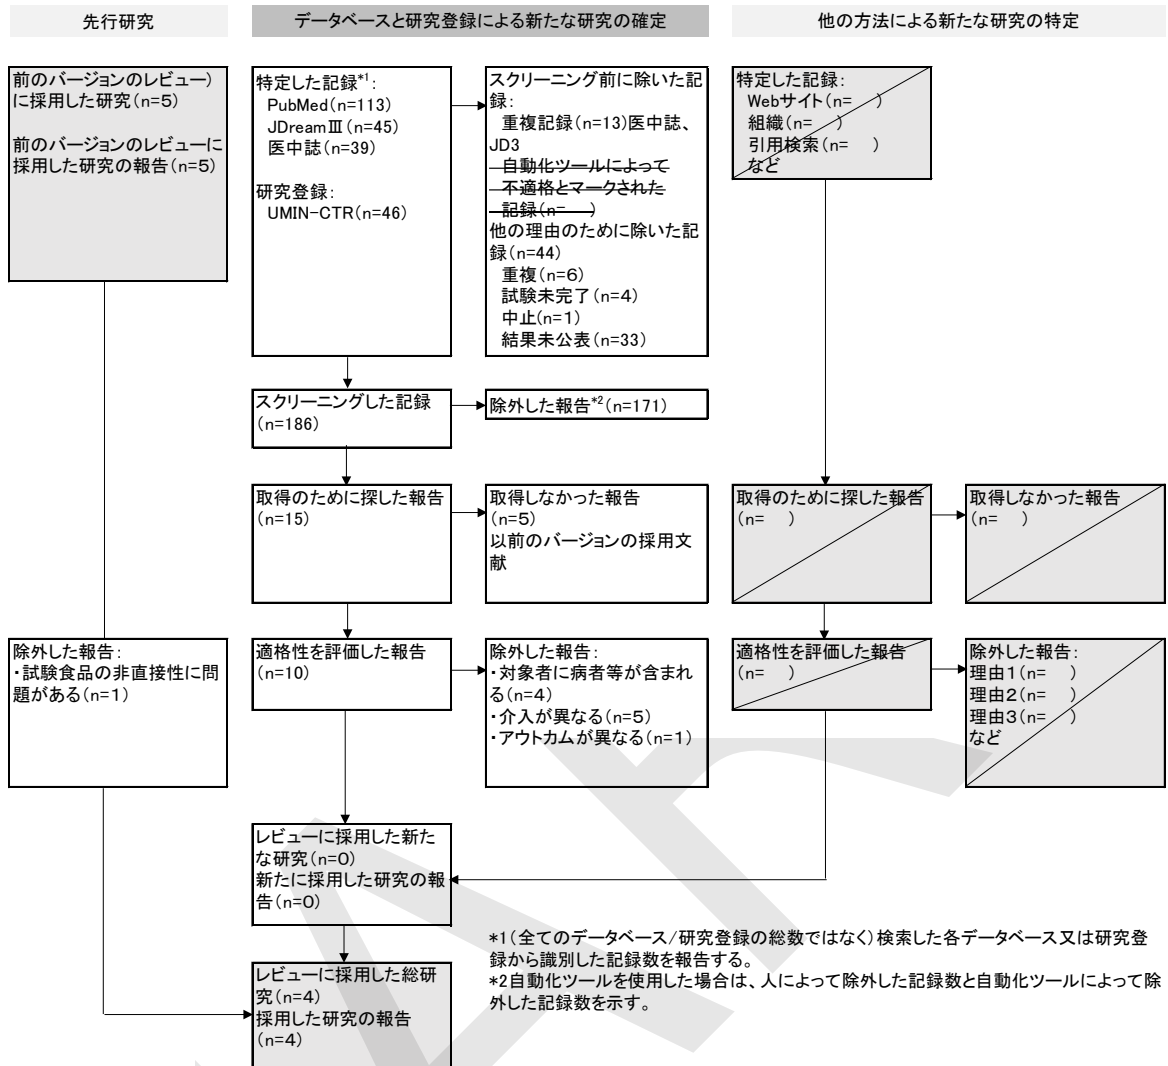 先行研究
データベースと研究登録による新たな研究の確定
他の方法による新たな研究の特定
前のバージョンのレビュー)
に採用した研究(n=5)
前のバージョンのレビューに
採用した研究の報告(n=5)
特定した記録*1:
PubMed(n=113)
JDreamⅢ(n=45)
医中誌(n=39)
研究登録:
UMIN-CTR(n=46)
スクリーニング前に除いた記
録:
重複記録(n=13)医中誌、
JD3
自動化ツールによって
不適格とマークされた
記録(n=　)
他の理由のために除いた記
録(n=44)
重複(n=6)
試験未完了(n=4)
中止(n=1)
結果未公表(n=33)
特定した記録:
Webサイト(n=　)
組織(n=　)
引用検索(n=　)
など
スクリーニングした記録
(n=186)
除外した報告*2(n=171)
取得のために探した報告
(n=15)
取得しなかった報告
(n=5)
以前のバージョンの採用文
献
取得のために探した報告
(n=　)
取得しなかった報告
(n=　)
除外した報告:
・試験食品の非直接性に問
題がある(n=1)
適格性を評価した報告
(n=10)
除外した報告:
・対象者に病者等が含まれ
る(n=4)
・介入が異なる(n=5)
・アウトカムが異なる(n=1)
適格性を評価した報告
(n=　)
除外した報告:
理由1(n=　)
理由2(n=　)
理由3(n=　)
など
レビューに採用した新た
な研究(n=0)
新たに採用した研究の報
告(n=0)
レビューに採用した総研
究(n=4)
採用した研究の報告
(n=4)
*1(全てのデータベース/研究登録の総数ではなく)検索した各データベース又は研究登
録から識別した記録数を報告する。
*2自動化ツールを使用した場合は、人によって除外した記録数と自動化ツールによって除
外した記録数を示す。